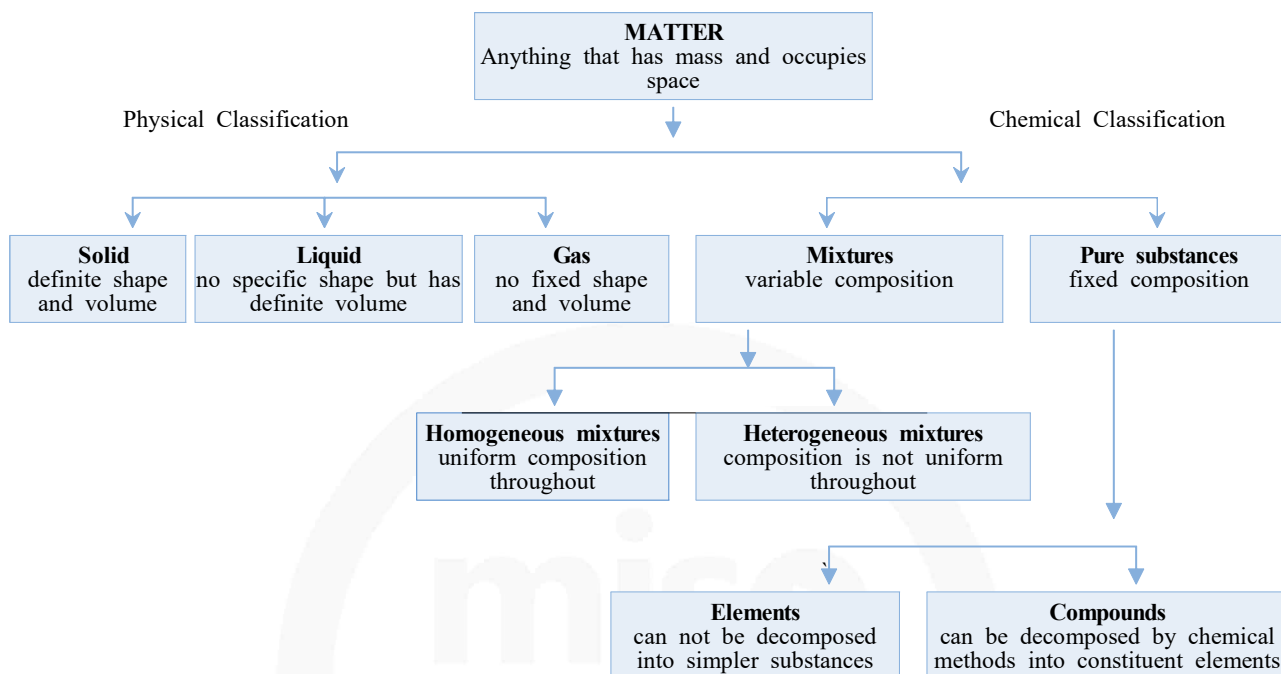 MATTER
Anything that has mass and occupies
space
Physical Classification
Chemical Classification
Solid
definite shape
and volume
Liquid
no specific shape but has
definite volume
Gas
no fixed shape
and volume
Mixtures
variable composition
Pure substances
fixed composition
Homogeneous mixtures
uniform composition
throughout
Heterogeneous mixtures
composition is not uniform
throughout
Elements
can not be decomposed
into simpler substances
Compounds
can be decomposed by chemical
methods into constituent elements